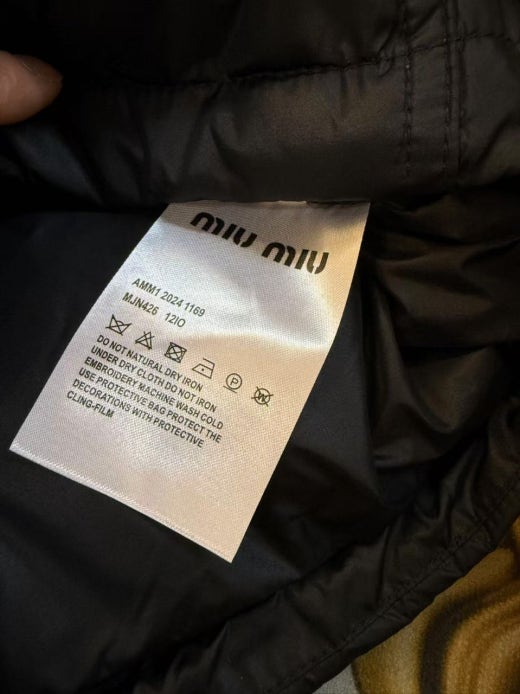 MIU MIU
AMM1 2024 1169
MJN426 12IO
DO NOT NATURAL DRY IRON
UNDER DRY CLOTH DO NOT IRON
EMBROIDERY MACHINE WASH COLD
USE PROTECTIVE BAG PROTECT THE
DECORATIONS WITH PROTECTIVE
CLING-FILM